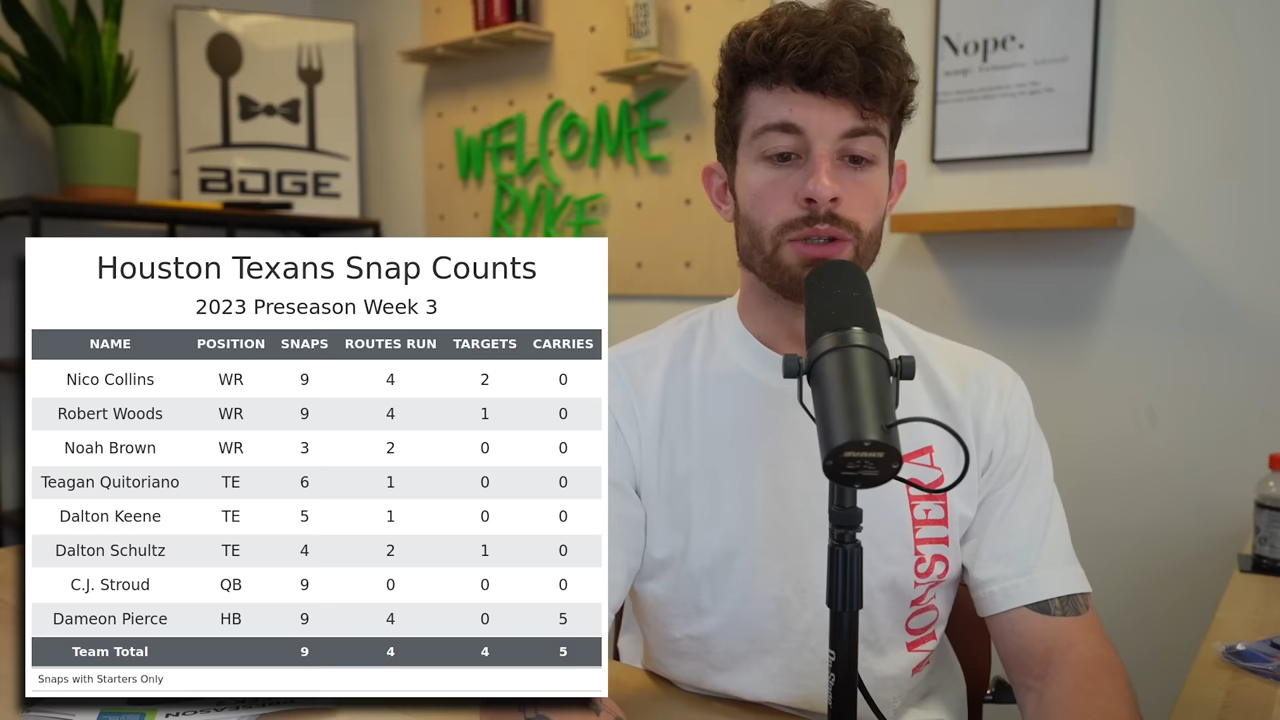 BDGE
WELCOME
RYKE
Nope.
Houston Texans Snap Counts
2023 Preseason Week 3
NAME POSITION SNAPS ROUTES RUN TARGETS CARRIES
Nico Collins WR 9 4 2 0
Robert Woods WR 9 4 1 0
Noah Brown WR 3 2 0 0
Teagan Quitoriano TE 6 1 0 0
Dalton Keene TE 5 1 0 0
Dalton Schultz TE 4 2 1 0
C.J. Stroud QB 9 0 0 0
Dameon Pierce HB 9 4 0 5
Team Total 9 4 4 5
Snaps with Starters Only
MONSTERA
SHURE